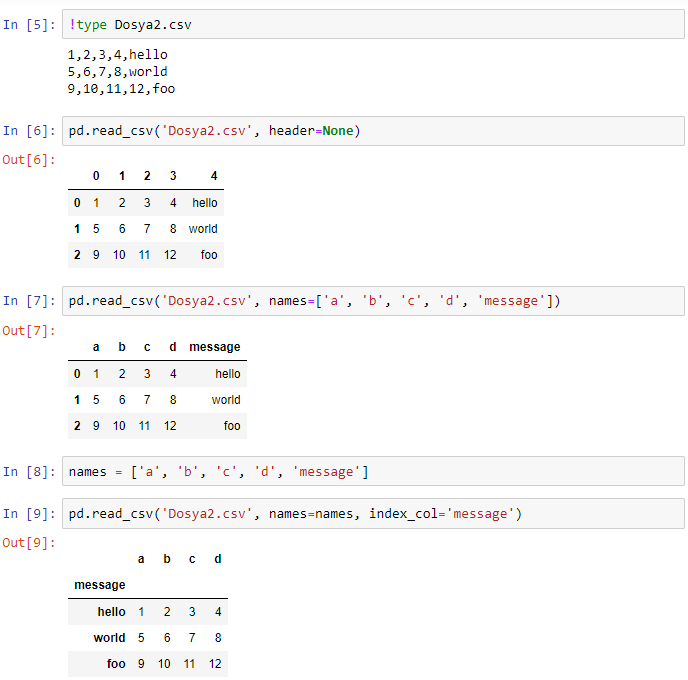 In [5]: !type Dosya2.csv
1,2,3,4,hello
5,6,7,8,world
9,10,11,12,foo
In [6]: pd.read_csv('Dosya2.csv', header=None)
Out[6]:
0 1 2 3 4
0 1 2 3 4 hello
1 5 6 7 8 world
2 9 10 11 12 foo
In [7]: pd.read_csv('Dosya2.csv', names=['a', 'b', 'c', 'd', 'message'])
Out[7]:
a b c d message
0 1 2 3 4 hello
1 5 6 7 8 world
2 9 10 11 12 foo
In [8]: names = ['a', 'b', 'c', 'd', 'message']
In [9]: pd.read_csv('Dosya2.csv', names=names, index_col='message')
Out[9]:
a b c d
message
hello 1 2 3 4
world 5 6 7 8
foo 9 10 11 12